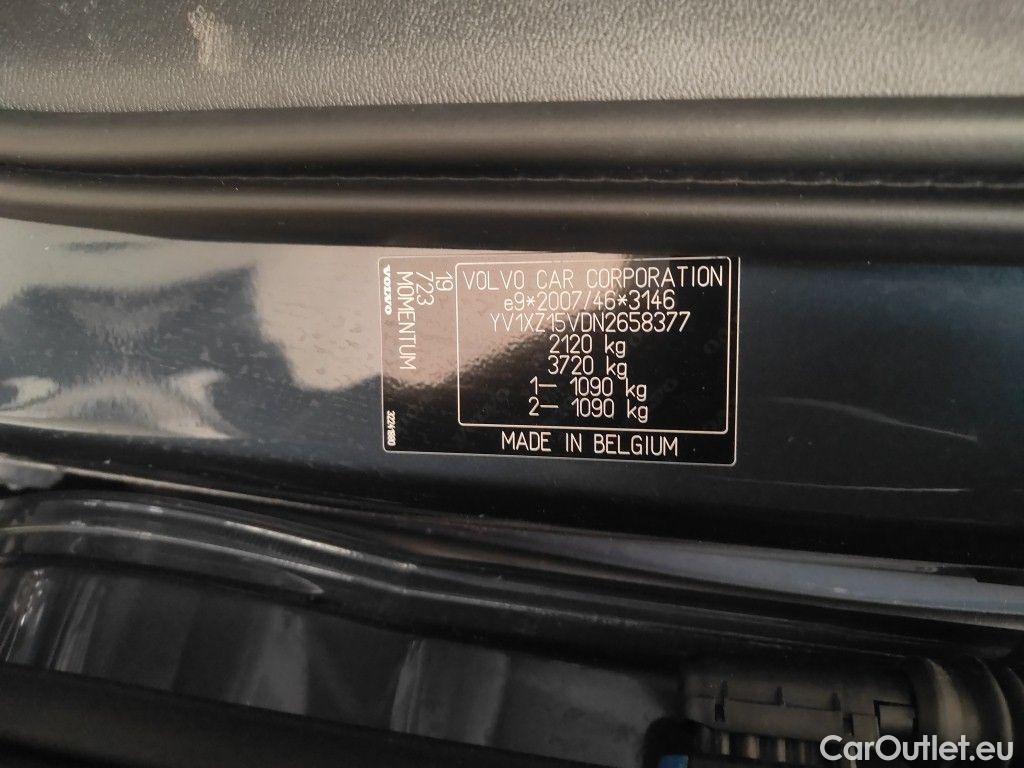 VOLVO CAR CORPORATION
e9*2007/46*3146
YV1XZ15VDN2658377
2120 kg
3720 kg
1— 1090 kg
2— 1090 kg
MADE IN BELGIUM
VOLVO
19
723
MOMENTUM
CarOutlet.eu